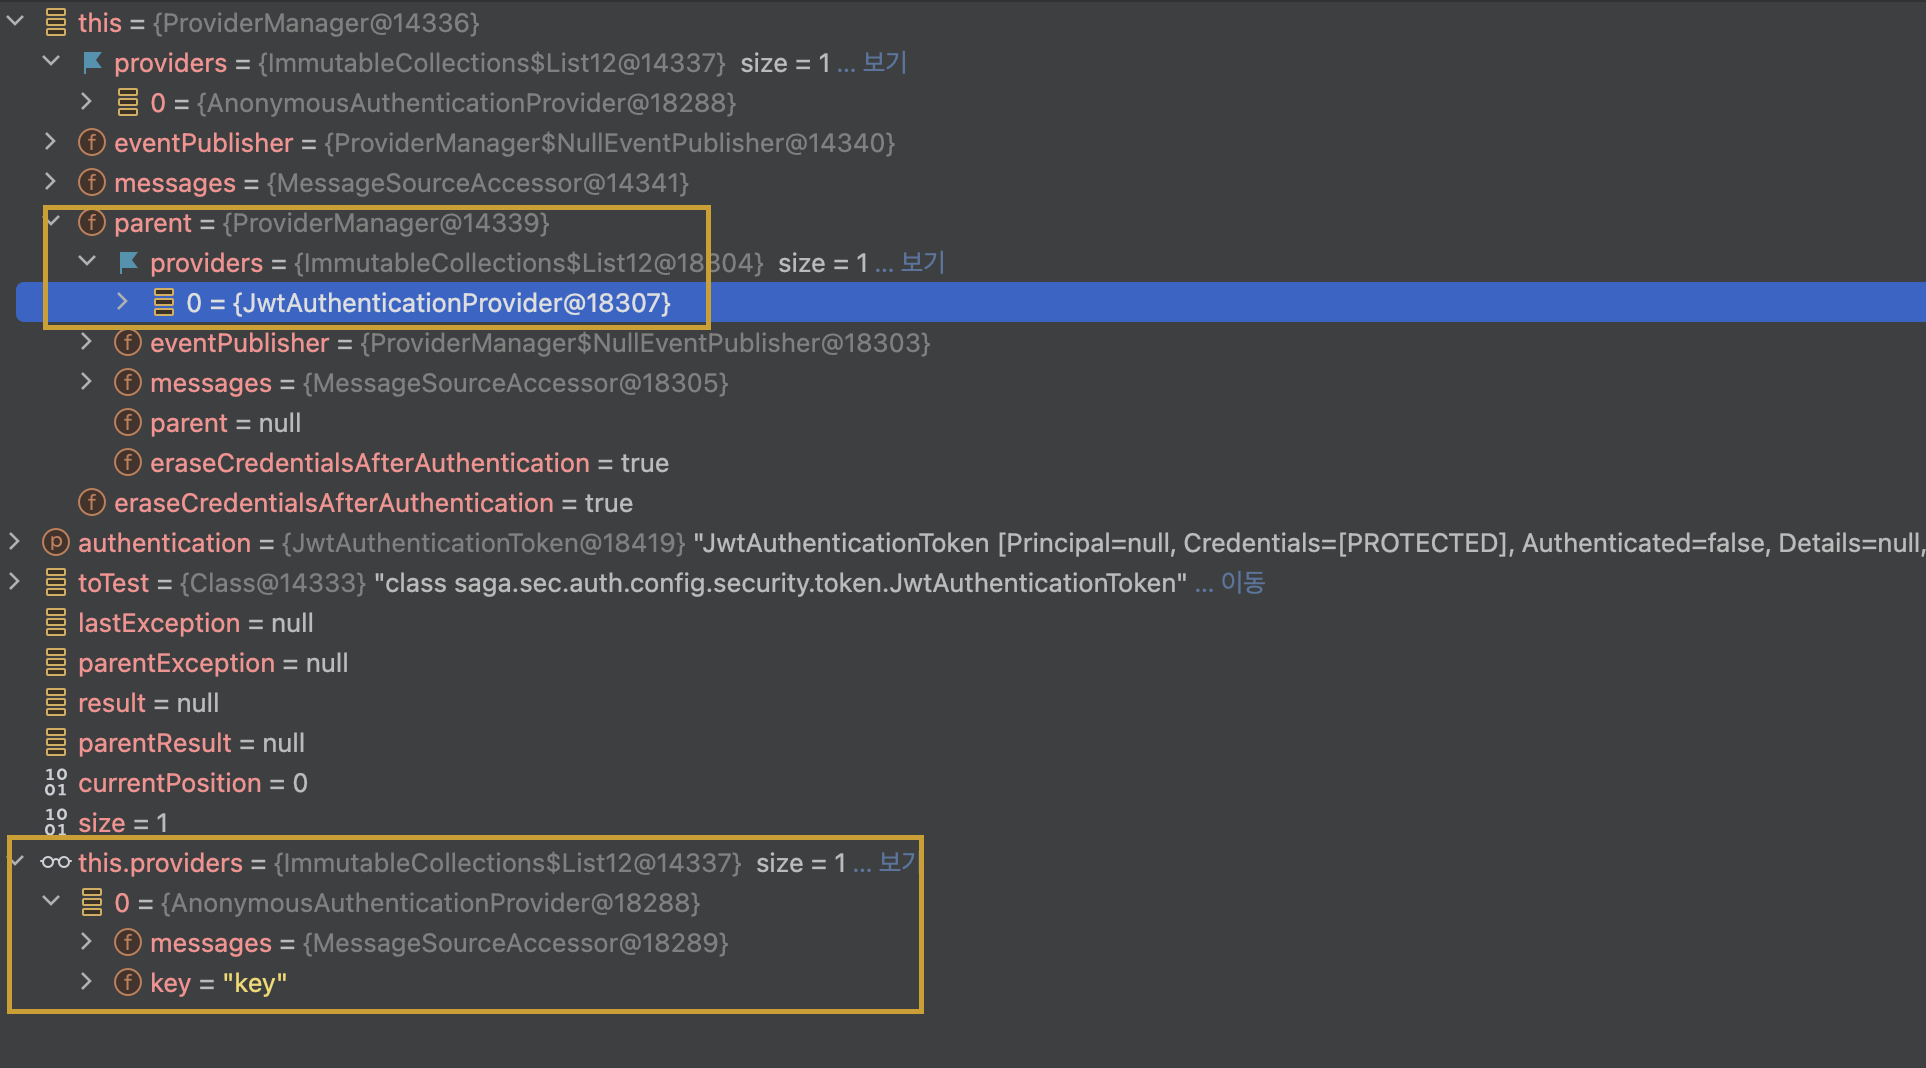 this = {ProviderManager@14336}
providers = {ImmutableCollections$List12@14337} size = 1 ... 보기
0 = {AnonymousAuthenticationProvider@18288}
f eventPublisher = {ProviderManager$NullEventPublisher@14340}
f messages = {MessageSourceAccessor@14341}
f parent = {ProviderManager@14339}
providers = {ImmutableCollections$List12@18304} size = 1 ... 보기
0 = {JwtAuthenticationProvider@18307}
f eventPublisher = {ProviderManager$NullEventPublisher@18303}
f messages = {MessageSourceAccessor@18305}
f parent = null
f eraseCredentialsAfterAuthentication = true
f eraseCredentialsAfterAuthentication = true
p authentication = {JwtAuthenticationToken@18419} "JwtAuthenticationToken [Principal=null, Credentials=[PROTECTED], Authenticated=false, Details=null,
toTest = {Class@14333} "class saga.sec.auth.config.security.token.JwtAuthenticationToken" ... 이동
lastException = null
parentException = null
result = null
parentResult = null
10 01 currentPosition = 0
10 01 size = 1
this.providers = {ImmutableCollections$List12@14337} size = 1 ... 보기
0 = {AnonymousAuthenticationProvider@18288}
f messages = {MessageSourceAccessor@18289}
f key = "key"